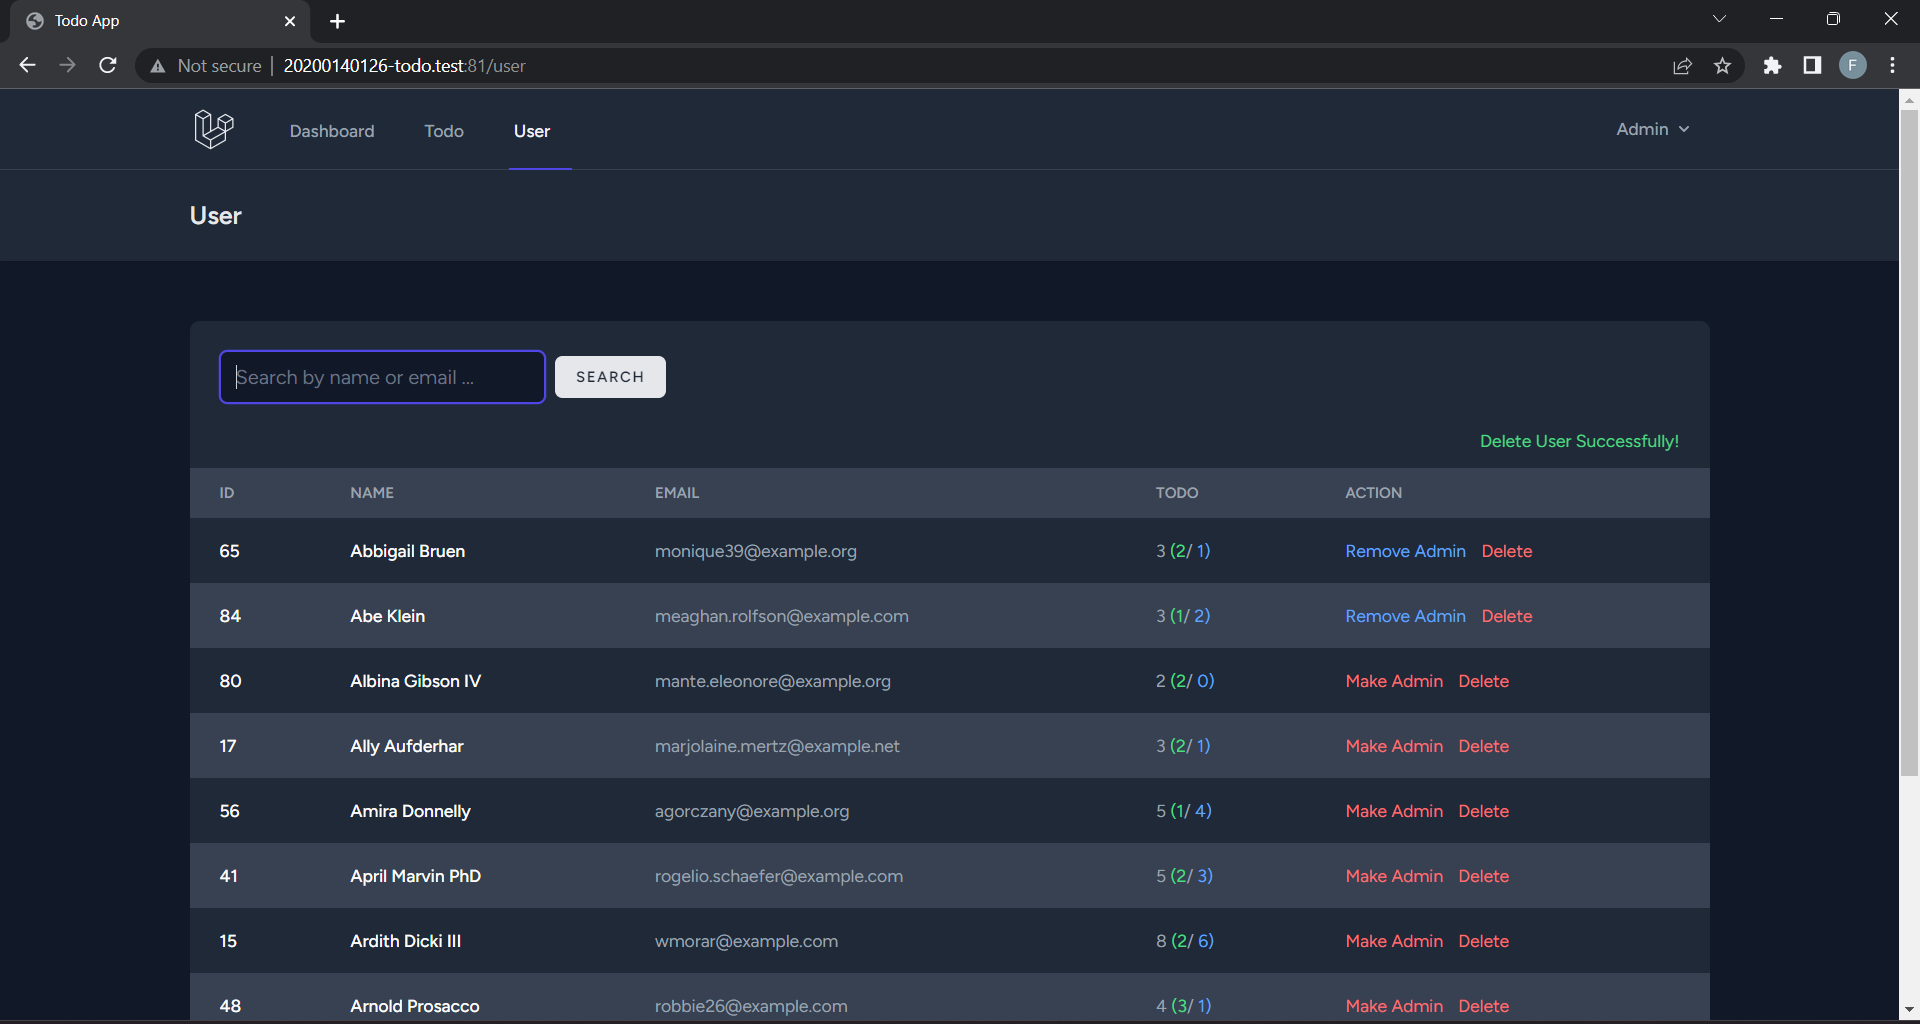 Todo App
Not secure 20200140126-todo.test:81/user
F
Dashboard Todo User Admin
User
Search by name or email ... SEARCH
Delete User Successfully!
ID NAME EMAIL TODO ACTION
65 Abbigail Bruen monique39@example.org 3 (2/ 1) Remove Admin Delete
84 Abe Klein meaghan.rolfson@example.com 3 (1/ 2) Remove Admin Delete
80 Albina Gibson IV mante.eleonore@example.org 2 (2/ 0) Make Admin Delete
17 Ally Aufderhar marjolaine.mertz@example.net 3 (2/ 1) Make Admin Delete
56 Amira Donnelly agorczany@example.org 5 (1/ 4) Make Admin Delete
41 April Marvin PhD rogelio.schaefer@example.com 5 (2/ 3) Make Admin Delete
15 Ardith Dicki III wmorar@example.com 8 (2/ 6) Make Admin Delete
48 Arnold Prosacco robbie26@example.com 4 (3/ 1) Make Admin Delete